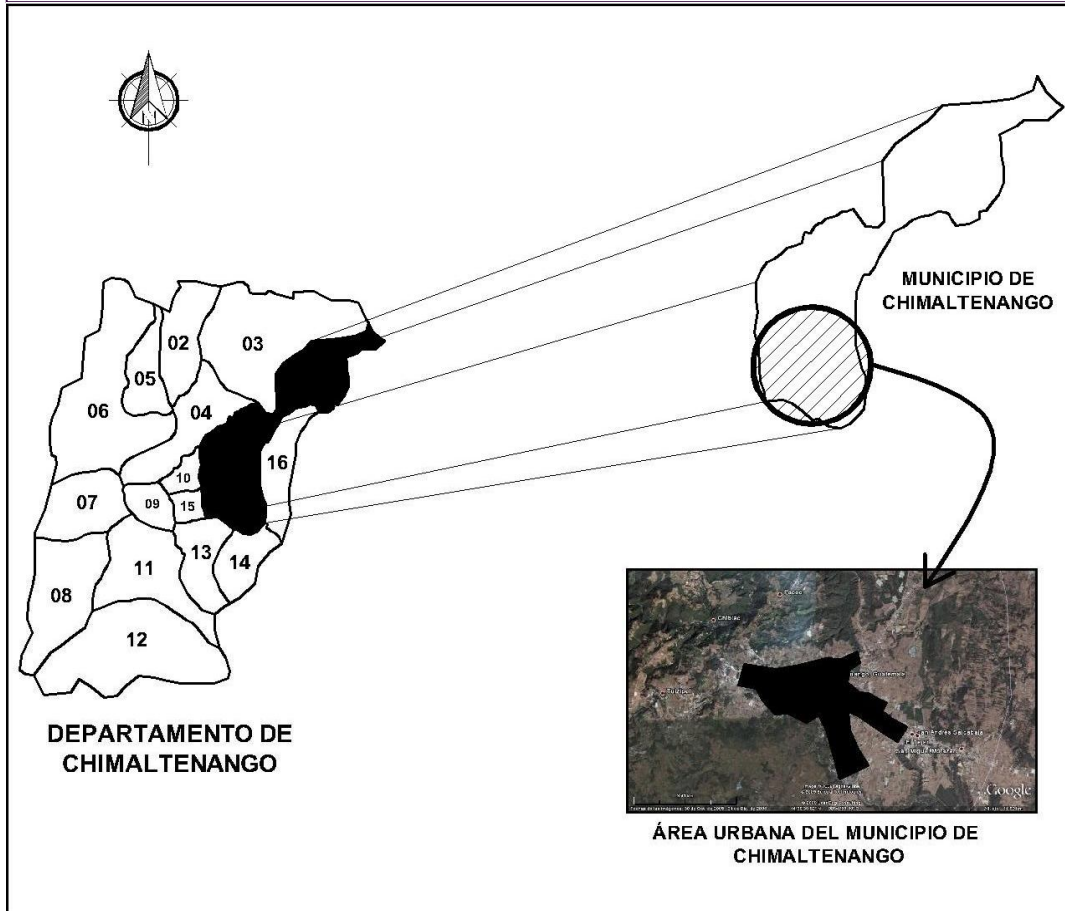 N
02
03
05
06
04
10
16
07
09
15
13
14
11
08
12
MUNICIPIO DE
CHIMALTENANGO
DEPARTAMENTO DE
CHIMALTENANGO
Google
ÁREA URBANA DEL MUNICIPIO DE
CHIMALTENANGO